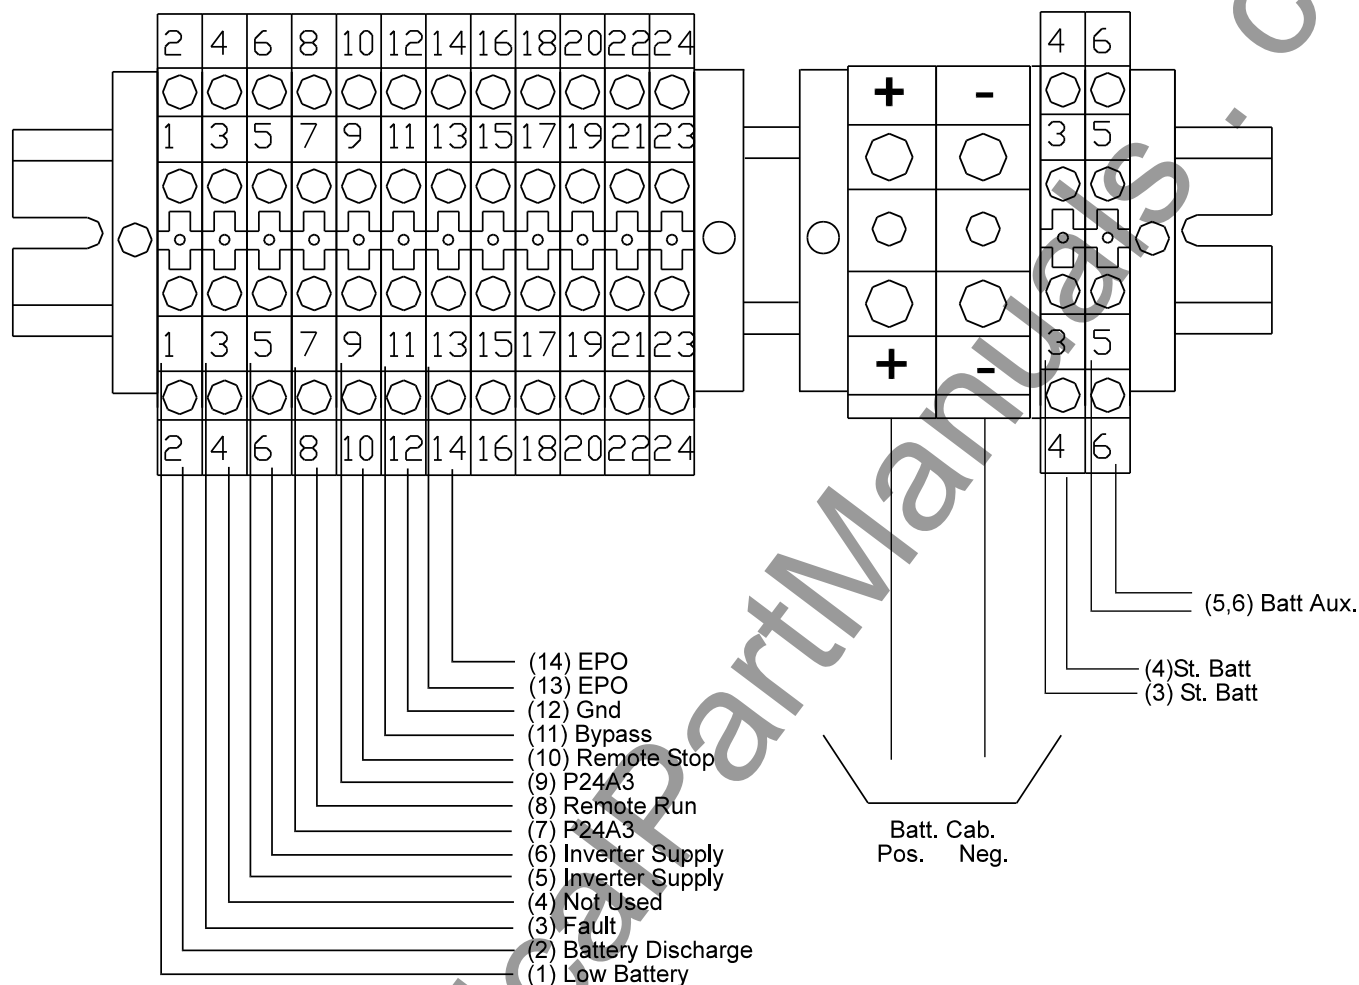 2 4 6 8 10 12 14 16 18 20 22 24
4 6
+ -
1 3 5 7 9 11 13 15 17 19 21 23
3 5
1 3 5 7 9 11 13 15 17 19 21 23
3 5
+ -
2 4 6 8 10 12 14 16 18 20 22 24
4 6
(5,6) Batt Aux.
(4)St. Batt
(3) St. Batt
(14) EPO
(13) EPO
(12) Gnd
(11) Bypass
(10) Remote Stop
(9) P24A3
(8) Remote Run
(7) P24A3
(6) Inverter Supply
(5) Inverter Supply
(4) Not Used
(3) Fault
(2) Battery Discharge
(1) Low Battery
Batt. Cab.
Pos. Neg.
calPartManuals . c